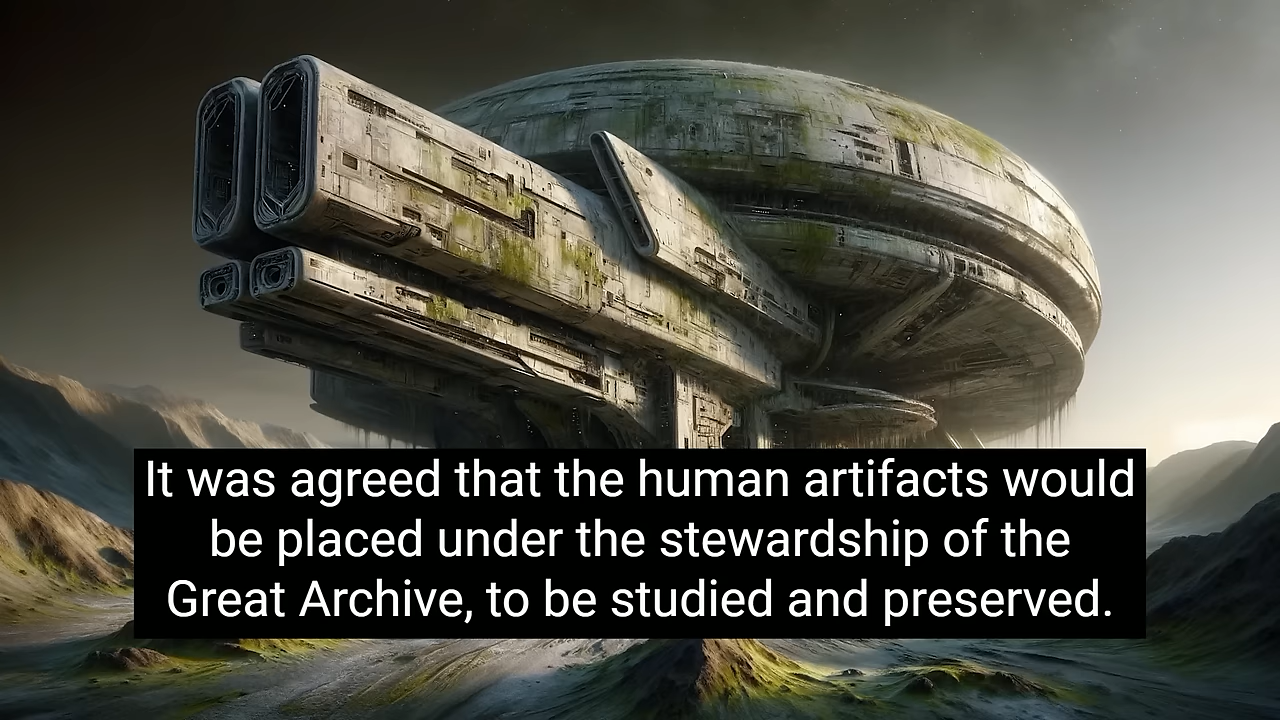 It was agreed that the human artifacts would
be placed under the stewardship of the
Great Archive, to be studied and preserved.